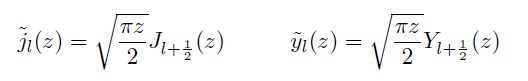 $\tilde{j}_l(z) = \sqrt{\frac{\pi z}{2}} J_{l+\frac{1}{2}}(z) \qquad \tilde{y}_l(z) = \sqrt{\frac{\pi z}{2}} Y_{l+\frac{1}{2}}(z)$